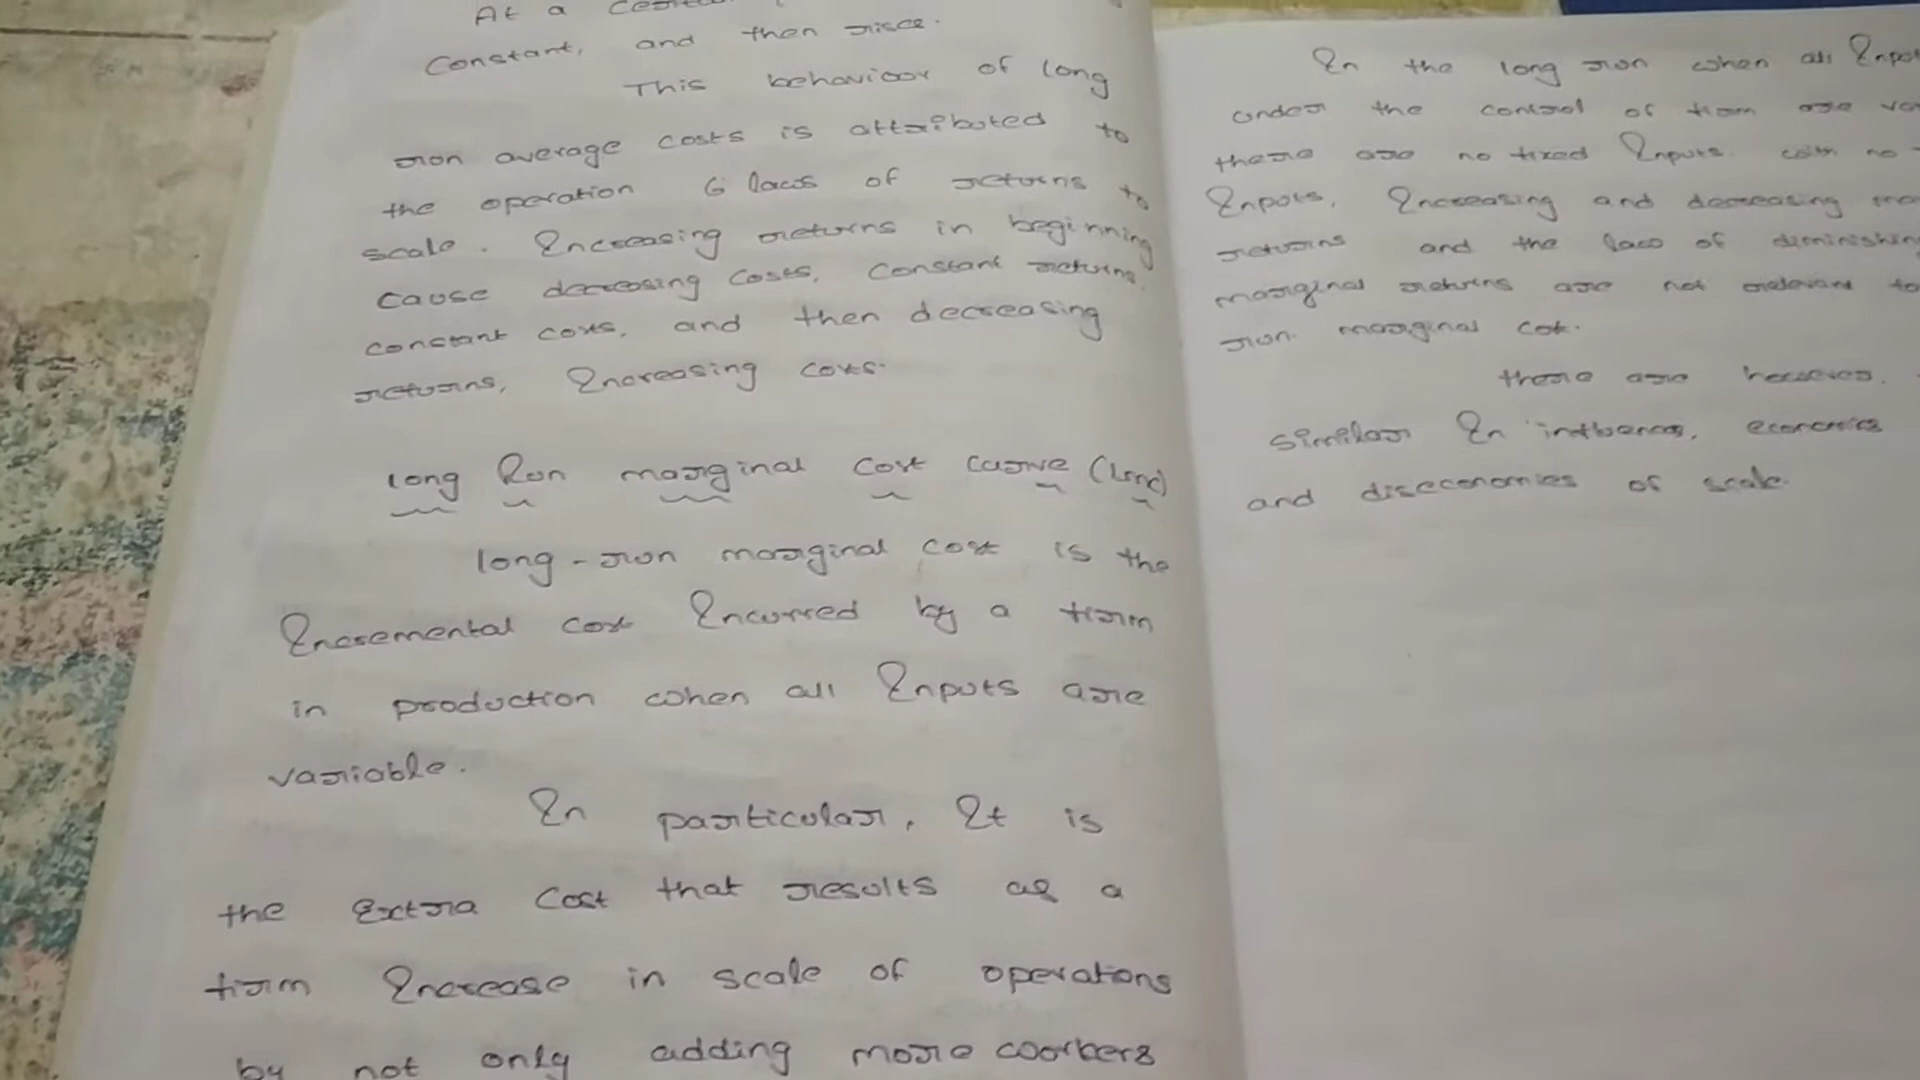 At a
Constant, and then rise.
This behaviour of long
run average costs is attributed to
the operation 6 laws of returns to
scale. Increasing returns in beginning
cause decreasing costs, constant returns,
constant costs, and then decreasing
returns, Increasing costs.
long Run marginal Cost curve (Lrmc)
long-run marginal cost is the
Incremental cost Incurred by a firm
in production when all Inputs are
variable.
In particular, It is
the extra cost that results as a
firm Increase in scale of operations
by not only adding more workers
In the long run when all
under the control of firm are
there are no fixed Inputs. with no
Inputs, Increasing and decreasing
returns and the law of
marginal returns are not relevant to
run marginal cost.
there are however,
similar In influence, economics
and diseconomies of scale.